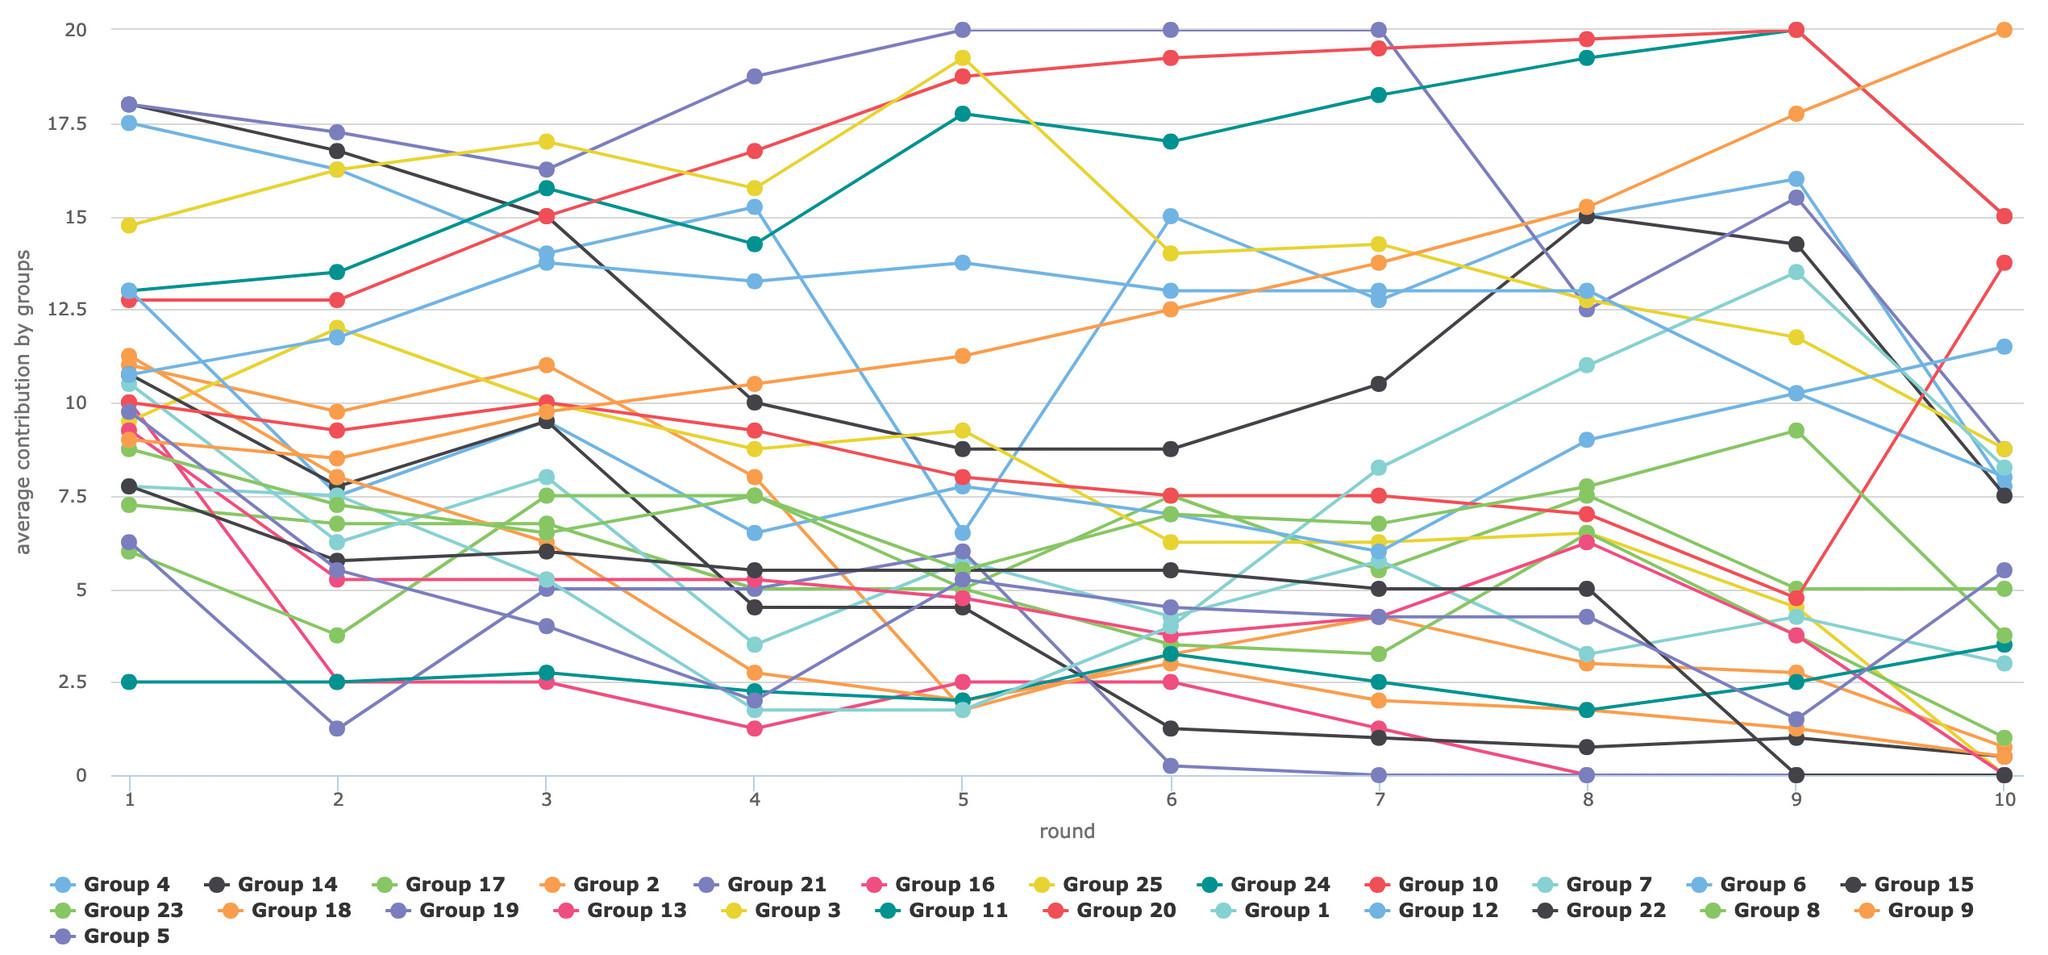 20
17.5
15
12.5
10
7.5
5
2.5
0
average contribution by groups
1 2 3 4 5 6 7 8 9 10
round
Group 4 Group 14 Group 17 Group 2 Group 21 Group 16 Group 25 Group 24 Group 10 Group 7 Group 6 Group 15
Group 23 Group 18 Group 19 Group 13 Group 3 Group 11 Group 20 Group 1 Group 12 Group 22 Group 8 Group 9
Group 5